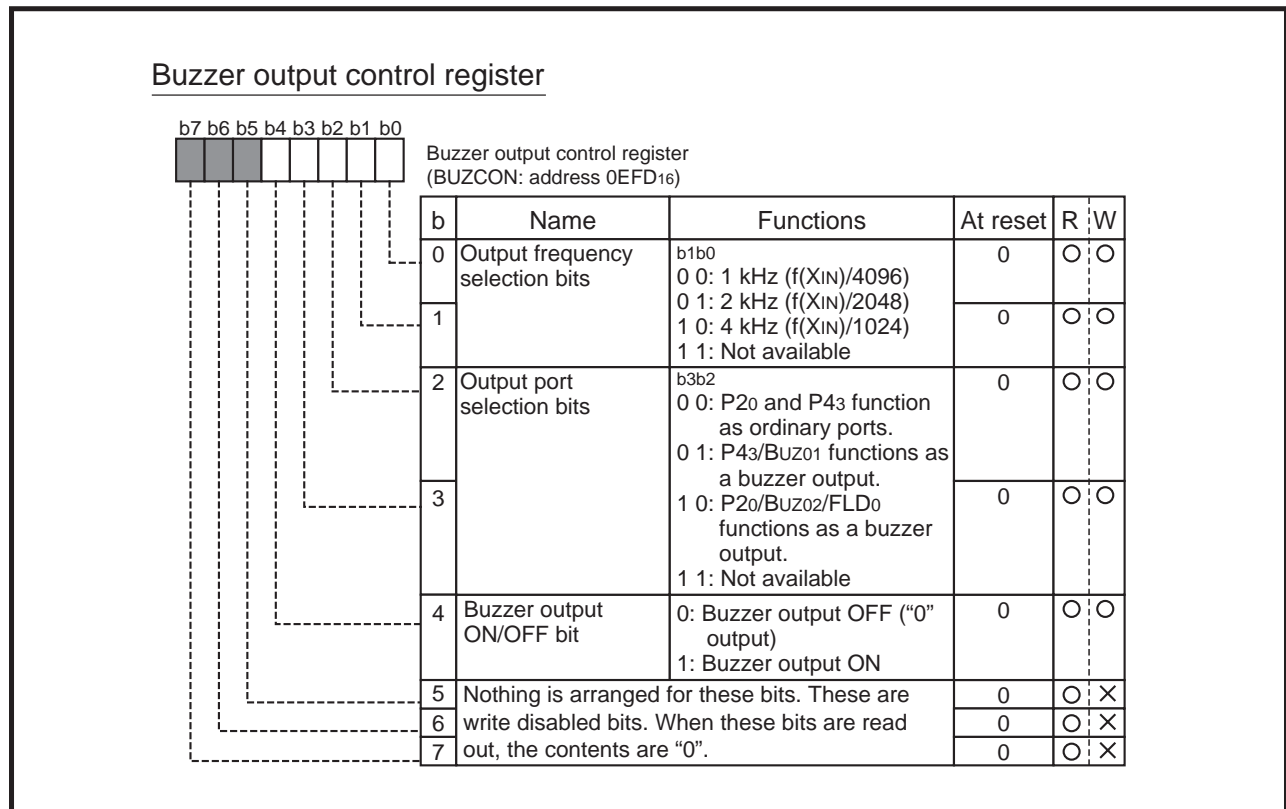 Buzzer output control register
b7 b6 b5 b4 b3 b2 b1 b0
Buzzer output control register
(BUZCON: address 0EFD16)
b Name Functions At reset R W
0 Output frequency selection bits b1b0 0 O O
0 0: 1 kHz (f(XIN)/4096)
0 1: 2 kHz (f(XIN)/2048)
1 0 O O
1 0: 4 kHz (f(XIN)/1024)
1 1: Not available
2 Output port selection bits b3b2 0 O O
0 0: P20 and P43 function
as ordinary ports.
0 1: P43/BUZ01 functions as
a buzzer output.
3 0 O O
1 0: P20/BUZ02/FLD0
functions as a buzzer
output.
1 1: Not available
4 Buzzer output ON/OFF bit 0: Buzzer output OFF (“0” 0 O O
output)
1: Buzzer output ON
5 Nothing is arranged for these bits. These are 0 O ×
6 write disabled bits. When these bits are read 0 O ×
7 out, the contents are “0”. 0 O ×